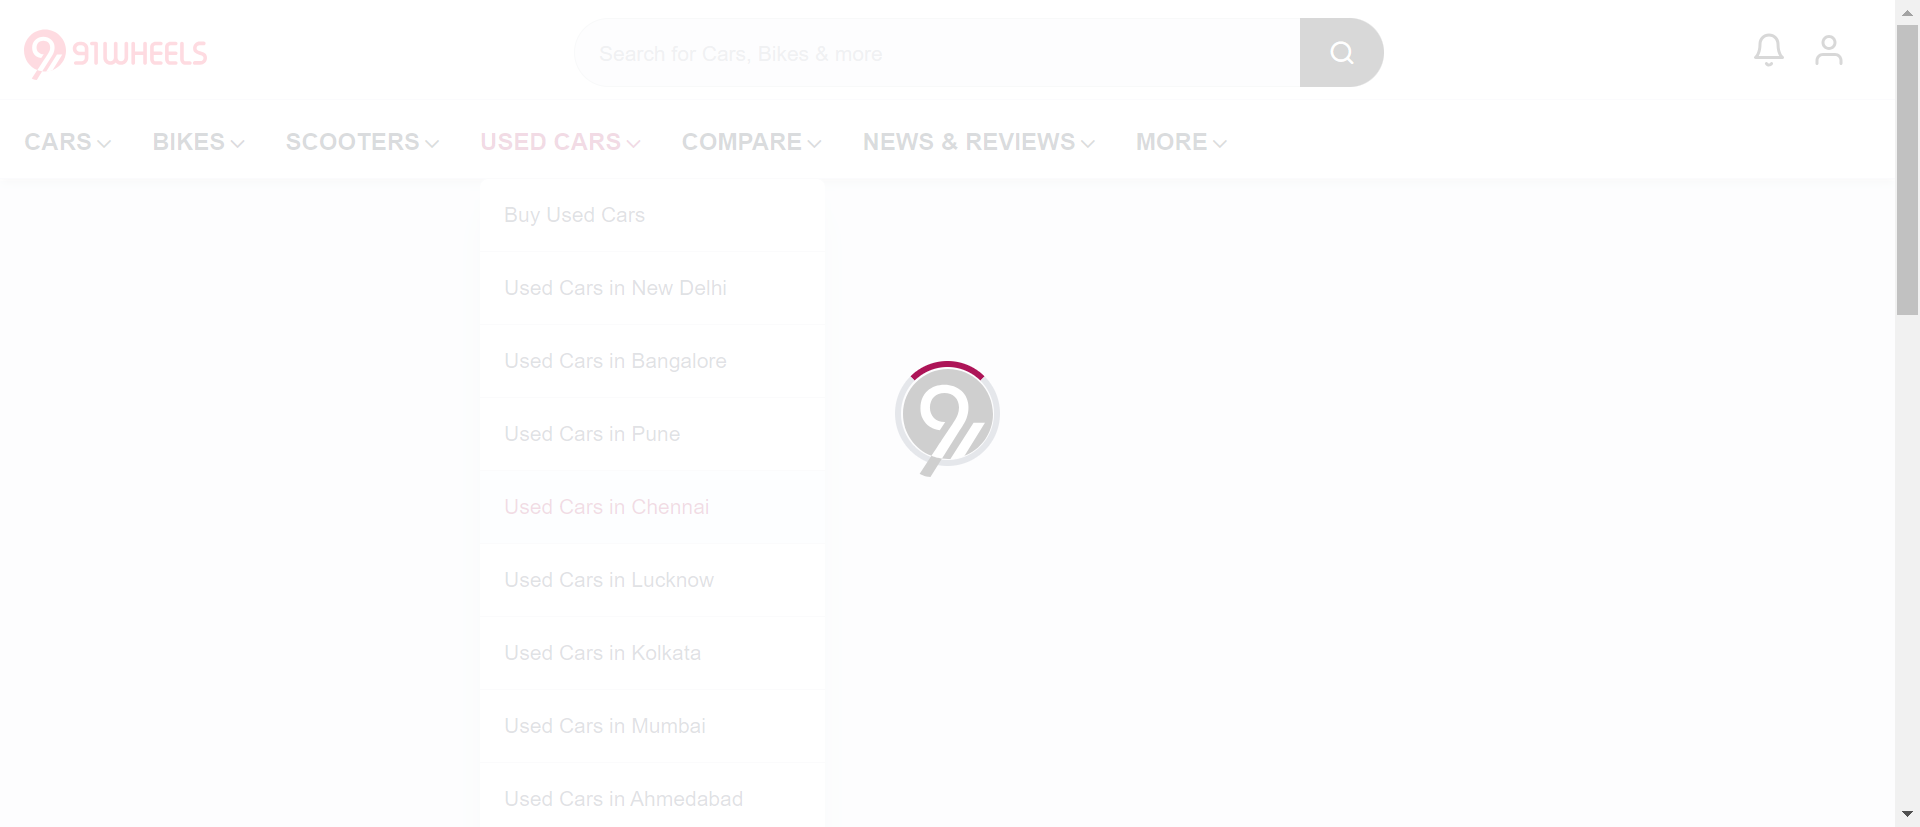 91WHEELS
Search for Cars, Bikes & more
CARS BIKES SCOOTERS USED CARS COMPARE NEWS & REVIEWS MORE
Buy Used Cars
Used Cars in New Delhi
Used Cars in Bangalore
Used Cars in Pune
Used Cars in Chennai
Used Cars in Lucknow
Used Cars in Kolkata
Used Cars in Mumbai
Used Cars in Ahmedabad